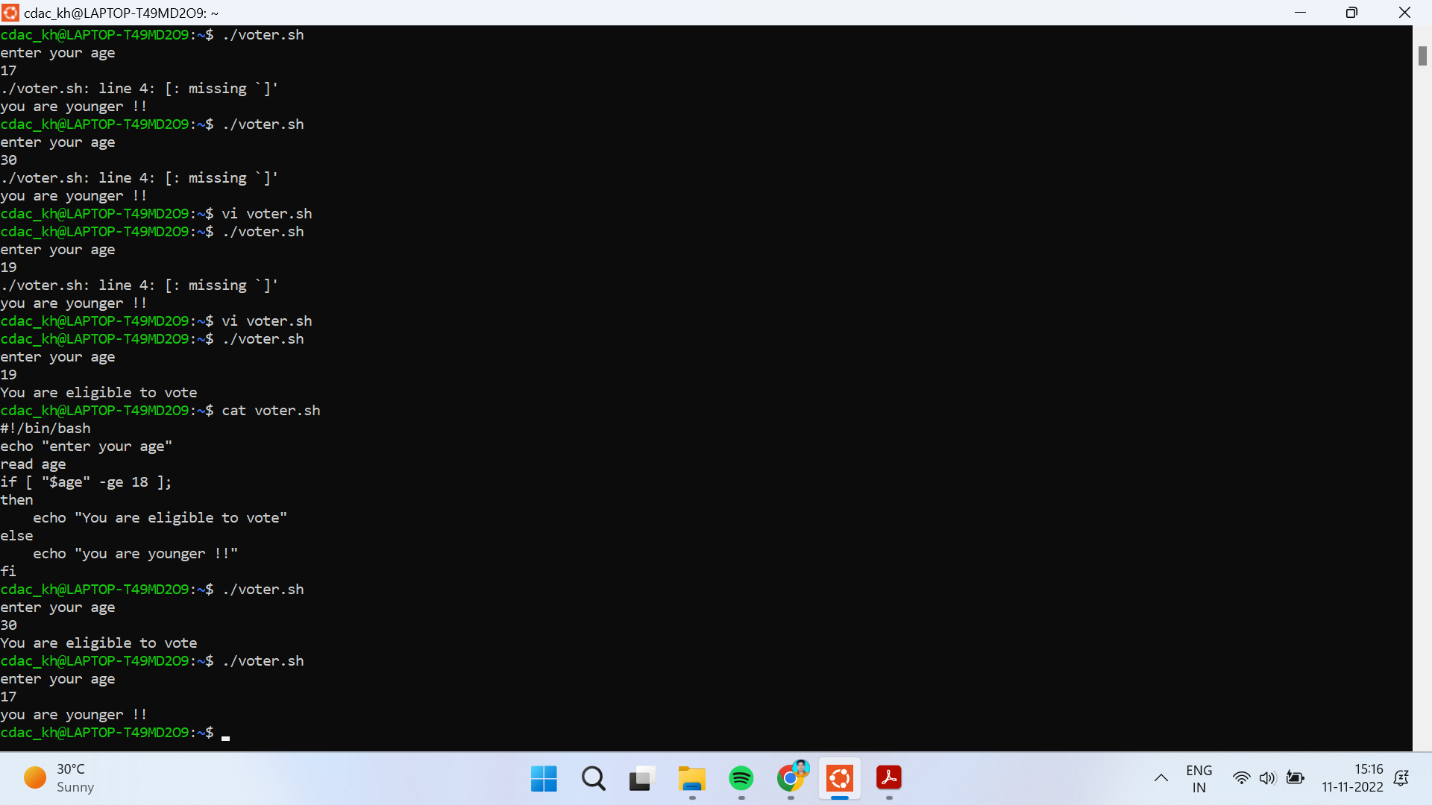 cdac_kh@LAPTOP-T49MD2O9: ~
cdac_kh@LAPTOP-T49MD2O9:~$ ./voter.sh
enter your age
17
./voter.sh: line 4: [: missing `]'
you are younger !!
cdac_kh@LAPTOP-T49MD2O9:~$ ./voter.sh
enter your age
30
./voter.sh: line 4: [: missing `]'
you are younger !!
cdac_kh@LAPTOP-T49MD2O9:~$ vi voter.sh
cdac_kh@LAPTOP-T49MD2O9:~$ ./voter.sh
enter your age
19
./voter.sh: line 4: [: missing `]'
you are younger !!
cdac_kh@LAPTOP-T49MD2O9:~$ vi voter.sh
cdac_kh@LAPTOP-T49MD2O9:~$ ./voter.sh
enter your age
19
You are eligible to vote
cdac_kh@LAPTOP-T49MD2O9:~$ cat voter.sh
#!/bin/bash
echo "enter your age"
read age
if [ "$age" -ge 18 ];
then
    echo "You are eligible to vote"
else
    echo "you are younger !!"
fi
cdac_kh@LAPTOP-T49MD2O9:~$ ./voter.sh
enter your age
30
You are eligible to vote
cdac_kh@LAPTOP-T49MD2O9:~$ ./voter.sh
enter your age
17
you are younger !!
cdac_kh@LAPTOP-T49MD2O9:~$
30°C
Sunny
ENG
IN
15:16
11-11-2022